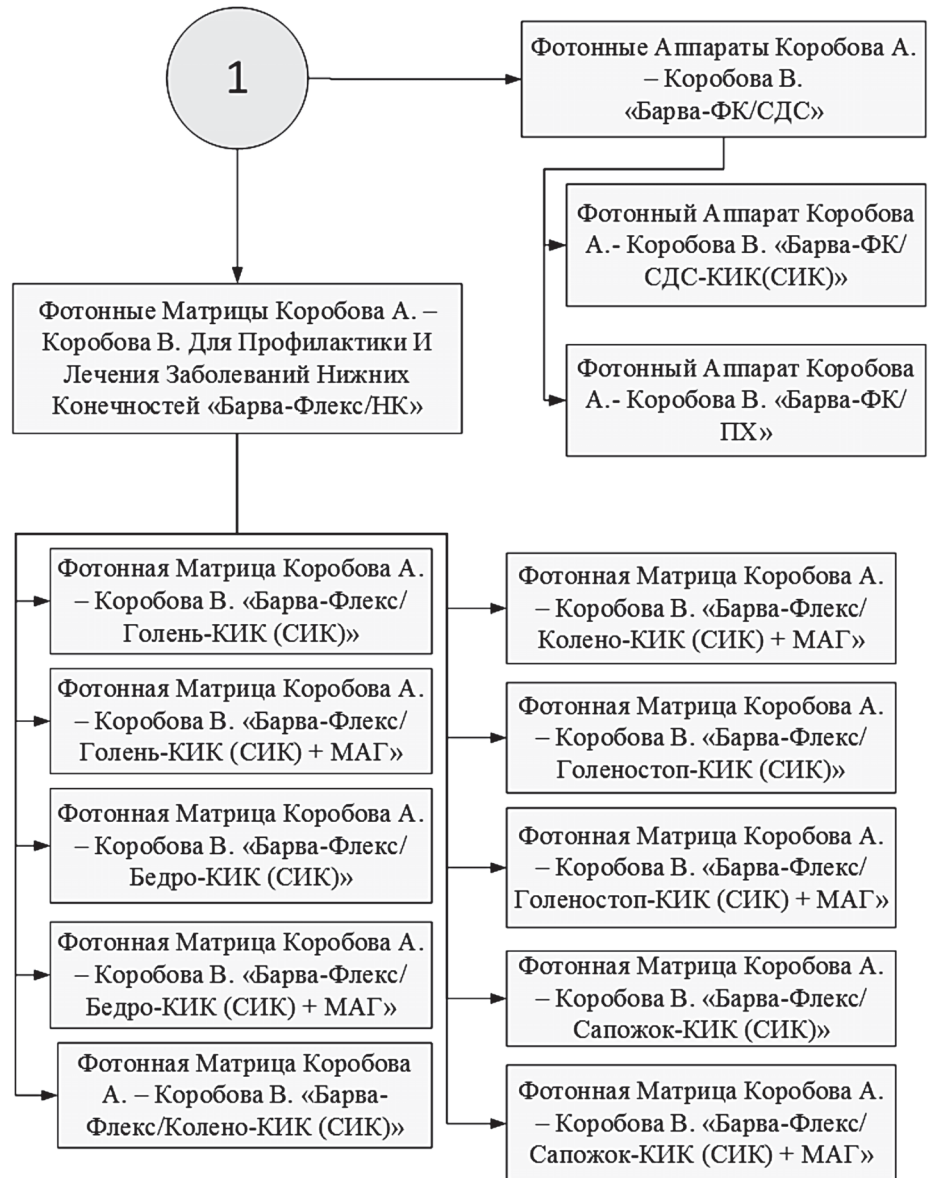 1
Фотонные Аппараты Коробова А.
– Коробова В.
«Барва-ФК/СДС»
Фотонный Аппарат Коробова
А.- Коробова В. «Барва-ФК/
СДС-КИК(СИК)»
Фотонный Аппарат Коробова
А.- Коробова В. «Барва-ФК/
ПХ»
Фотонные Матрицы Коробова А. –
Коробова В. Для Профилактики И
Лечения Заболеваний Нижних
Конечностей «Барва-Флекс/НК»
Фотонная Матрица Коробова А.
– Коробова В. «Барва-Флекс/
Голень-КИК (СИК)»
Фотонная Матрица Коробова А.
– Коробова В. «Барва-Флекс/
Голень-КИК (СИК) + МАГ»
Фотонная Матрица Коробова А.
– Коробова В. «Барва-Флекс/
Бедро-КИК (СИК)»
Фотонная Матрица Коробова А.
– Коробова В. «Барва-Флекс/
Бедро-КИК (СИК) + МАГ»
Фотонная Матрица Коробова
А. – Коробова В. «Барва-
Флекс/Колено-КИК (СИК)»
Фотонная Матрица Коробова А.
– Коробова В. «Барва-Флекс/
Колено-КИК (СИК) + МАГ»
Фотонная Матрица Коробова А.
– Коробова В. «Барва-Флекс/
Голеностоп-КИК (СИК)»
Фотонная Матрица Коробова А.
– Коробова В. «Барва-Флекс/
Голеностоп-КИК (СИК) + МАГ»
Фотонная Матрица Коробова А.
– Коробова В. «Барва-Флекс/
Сапожок-КИК (СИК)»
Фотонная Матрица Коробова А.
– Коробова В. «Барва-Флекс/
Сапожок-КИК (СИК) + МАГ»